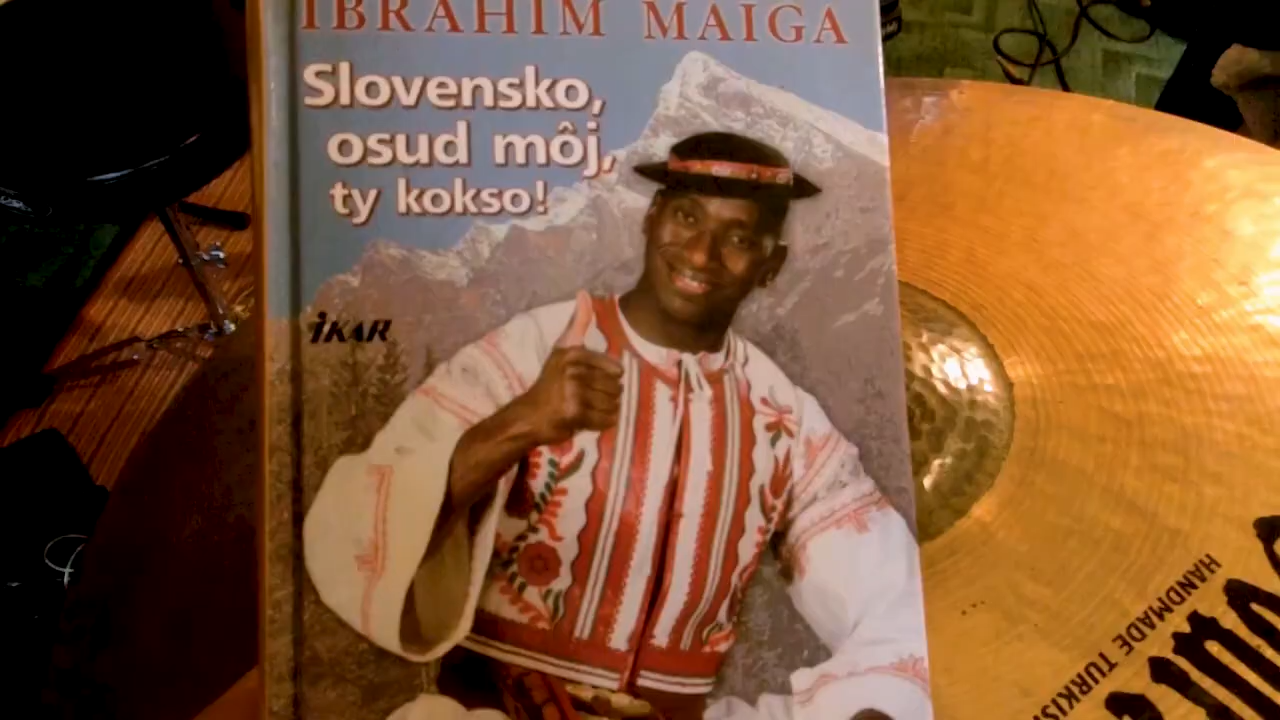 IBRAHIM MAIGA
Slovensko,
osud môj,
ty kokso!
iKAR
HANDMADE TURKIS